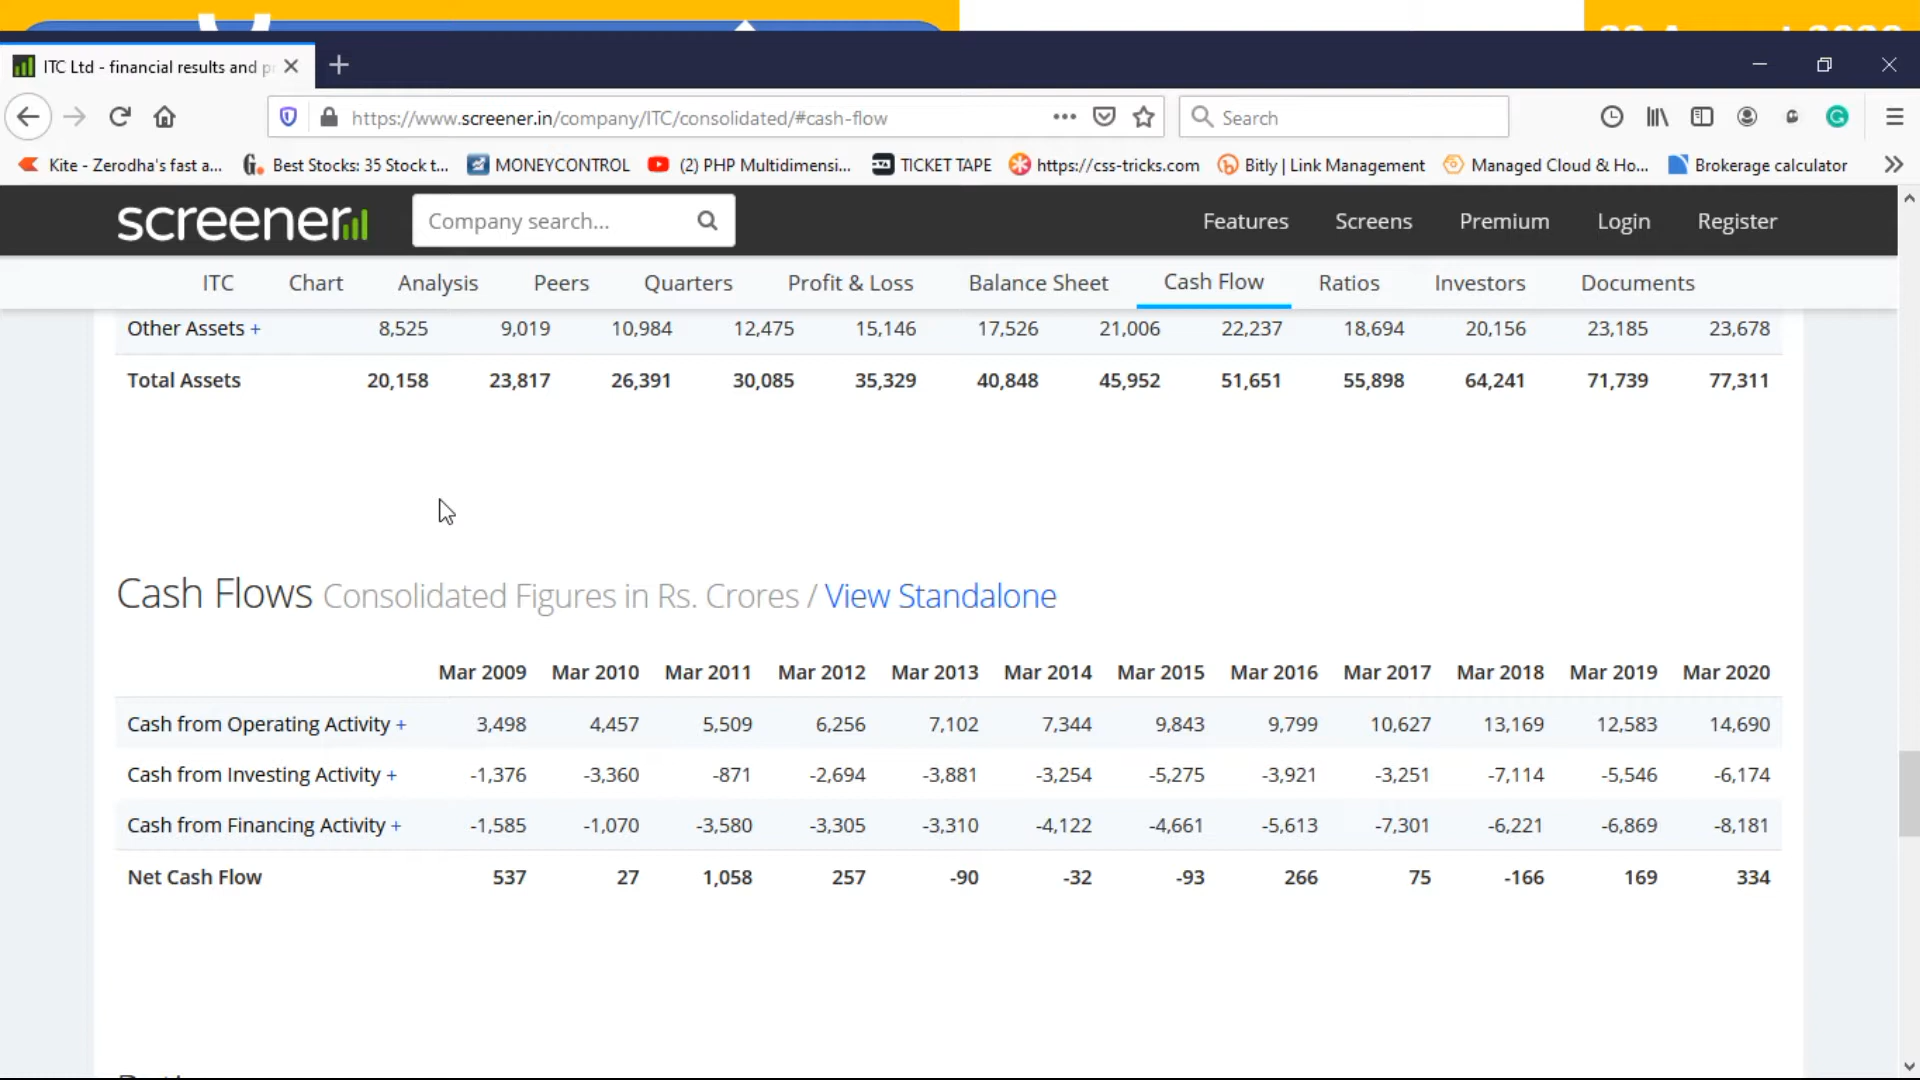 ITC Ltd - financial results and p
https://www.screener.in/company/ITC/consolidated/#cash-flow
Search
Kite - Zerodha's fast a... Best Stocks: 35 Stock t... MONEYCONTROL (2) PHP Multidimensi... TICKET TAPE https://css-tricks.com Bitly | Link Management Managed Cloud & Ho... Brokerage calculator
screener Company search... Features Screens Premium Login Register
ITC Chart Analysis Peers Quarters Profit & Loss Balance Sheet Cash Flow Ratios Investors Documents
Other Assets + 8,525 9,019 10,984 12,475 15,146 17,526 21,006 22,237 18,694 20,156 23,185 23,678
Total Assets 20,158 23,817 26,391 30,085 35,329 40,848 45,952 51,651 55,898 64,241 71,739 77,311
Cash Flows Consolidated Figures in Rs. Crores / View Standalone
Mar 2009 Mar 2010 Mar 2011 Mar 2012 Mar 2013 Mar 2014 Mar 2015 Mar 2016 Mar 2017 Mar 2018 Mar 2019 Mar 2020
Cash from Operating Activity + 3,498 4,457 5,509 6,256 7,102 7,344 9,843 9,799 10,627 13,169 12,583 14,690
Cash from Investing Activity + -1,376 -3,360 -871 -2,694 -3,881 -3,254 -5,275 -3,921 -3,251 -7,114 -5,546 -6,174
Cash from Financing Activity + -1,585 -1,070 -3,580 -3,305 -3,310 -4,122 -4,661 -5,613 -7,301 -6,221 -6,869 -8,181
Net Cash Flow 537 27 1,058 257 -90 -32 -93 266 75 -166 169 334